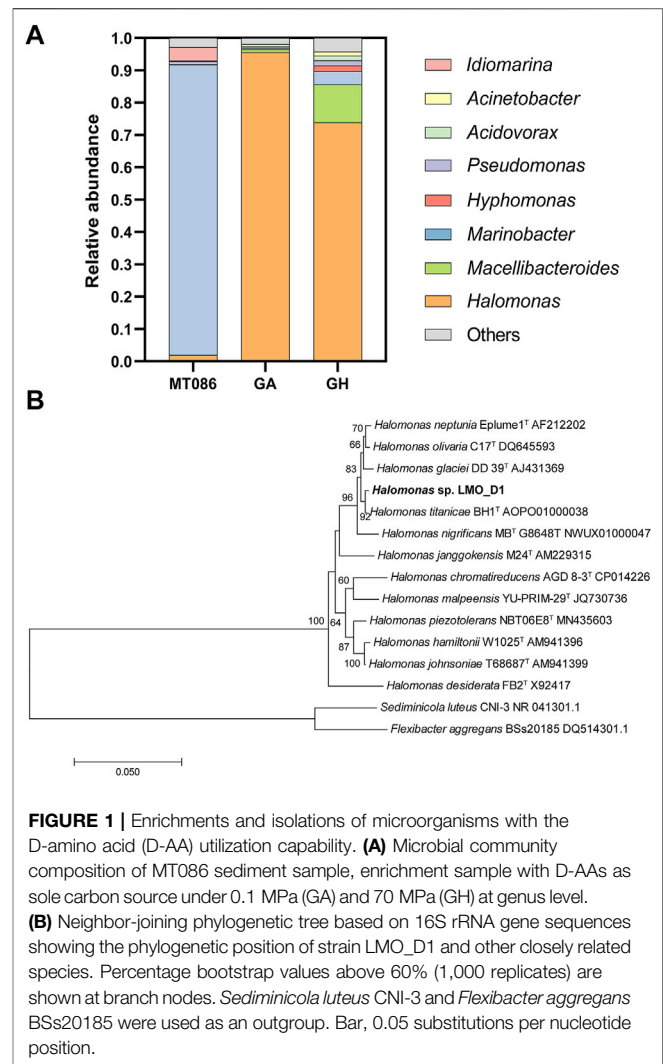 A
Relative abundance
1.0
0.9
0.8
0.7
0.6
0.5
0.4
0.3
0.2
0.1
0.0
MT086 GA GH
Idiomarina
Acinetobacter
Acidovorax
Pseudomonas
Hyphomonas
Marinobacter
Macellibacteroides
Halomonas
Others
B
70
66
83
96
92
60
100
64
87
100
Halomonas neptunia Eplume1ᵀ AF212202
Halomonas olivaria C17ᵀ DQ645593
Halomonas glaciei DD 39ᵀ AJ431369
Halomonas sp. LMO_D1
Halomonas titanicae BH1ᵀ AOPO01000038
Halomonas nigrificans MBᵀ G8648T NWUX01000047
Halomonas janggokensis M24ᵀ AM229315
Halomonas chromatireducens AGD 8-3ᵀ CP014226
Halomonas malpeensis YU-PRIM-29ᵀ JQ730736
Halomonas piezotolerans NBT06E8ᵀ MN435603
Halomonas hamiltonii W1025ᵀ AM941396
Halomonas johnsoniae T68687ᵀ AM941399
Halomonas desiderata FB2ᵀ X92417
Sediminicola luteus CNI-3 NR 041301.1
Flexibacter aggregans BSs20185 DQ514301.1
0.050
FIGURE 1 | Enrichments and isolations of microorganisms with the
D-amino acid (D-AA) utilization capability. (A) Microbial community
composition of MT086 sediment sample, enrichment sample with D-AAs as
sole carbon source under 0.1 MPa (GA) and 70 MPa (GH) at genus level.
(B) Neighbor-joining phylogenetic tree based on 16S rRNA gene sequences
showing the phylogenetic position of strain LMO_D1 and other closely related
species. Percentage bootstrap values above 60% (1,000 replicates) are
shown at branch nodes. Sediminicola luteus CNI-3 and Flexibacter aggregans
BSs20185 were used as an outgroup. Bar, 0.05 substitutions per nucleotide
position.